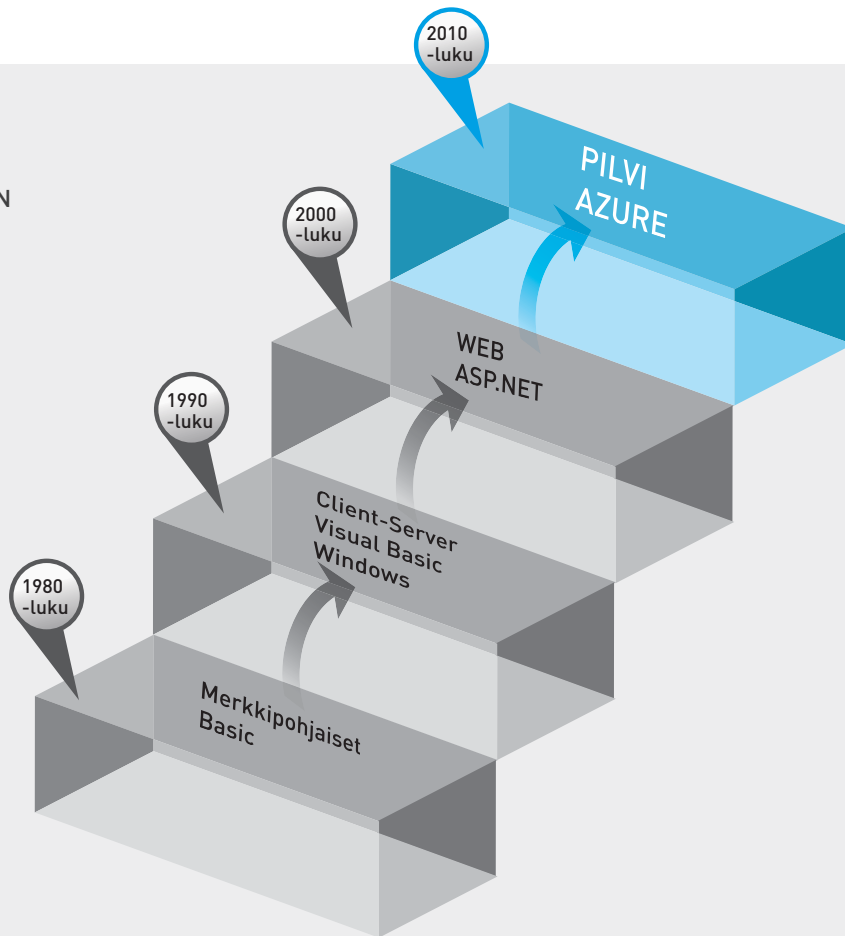 2010
-luku
PILVI
AZURE
N
2000
-luku
WEB
ASP.NET
1990
-luku
Client-Server
Visual Basic
Windows
1980
-luku
Merkkipohjaiset
Basic